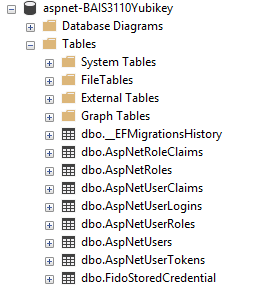 aspnet-BAIS3110Yubikey
Database Diagrams
Tables
System Tables
FileTables
External Tables
Graph Tables
dbo.__EFMigrationsHistory
dbo.AspNetRoleClaims
dbo.AspNetRoles
dbo.AspNetUserClaims
dbo.AspNetUserLogins
dbo.AspNetUserRoles
dbo.AspNetUsers
dbo.AspNetUserTokens
dbo.FidoStoredCredential